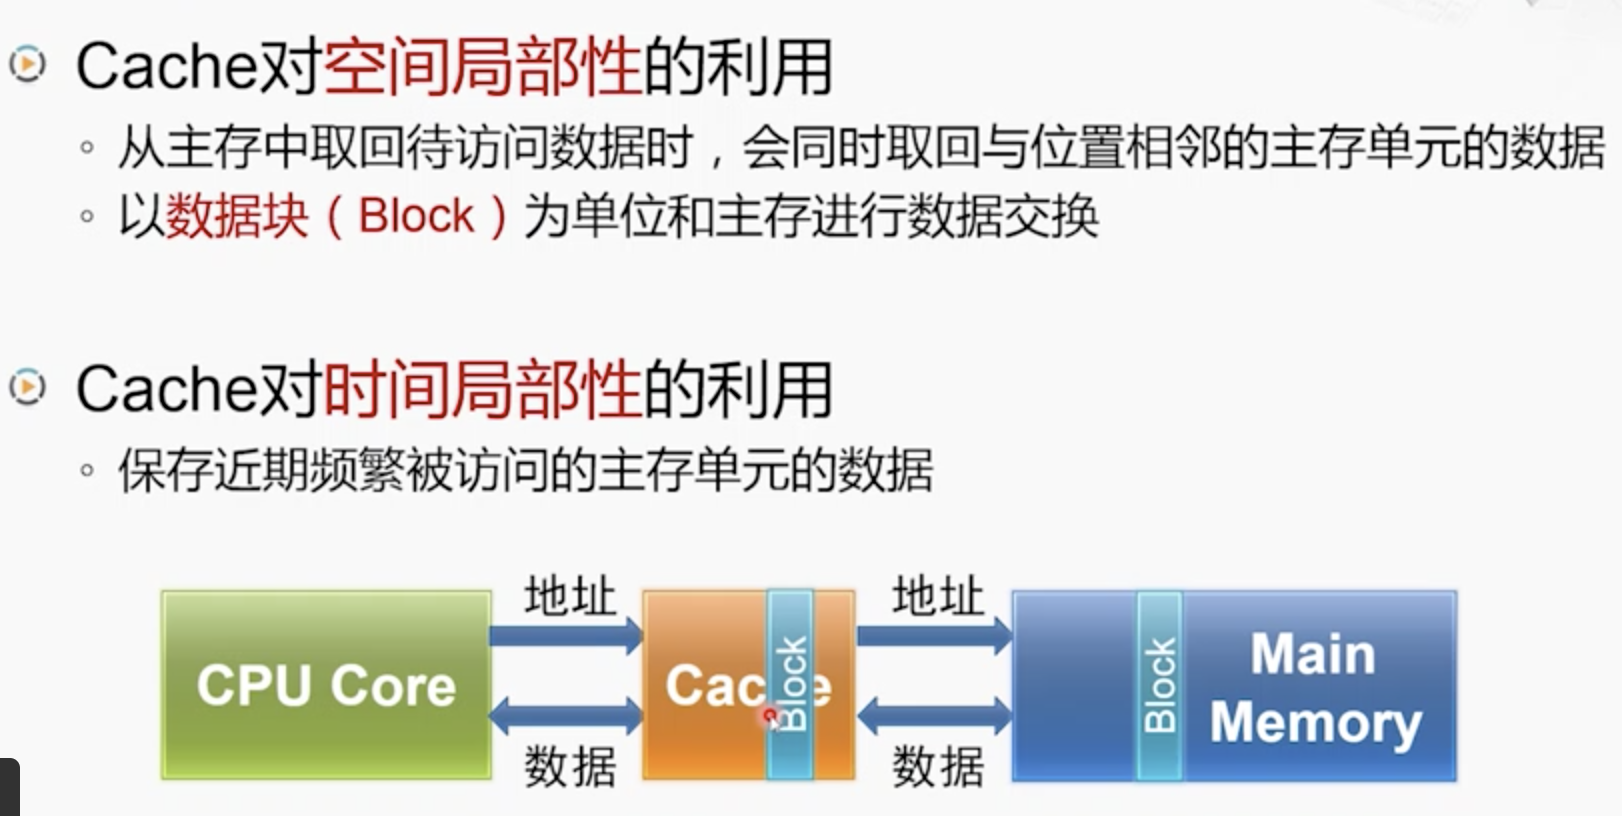 Cache对空间局部性的利用
从主存中取回待访问数据时，会同时取回与位置相邻的主存单元的数据
以数据块（Block）为单位和主存进行数据交换
Cache对时间局部性的利用
保存近期频繁被访问的主存单元的数据
地址
地址
CPU Core
Cache
Block
Block
Main
Memory
数据
数据